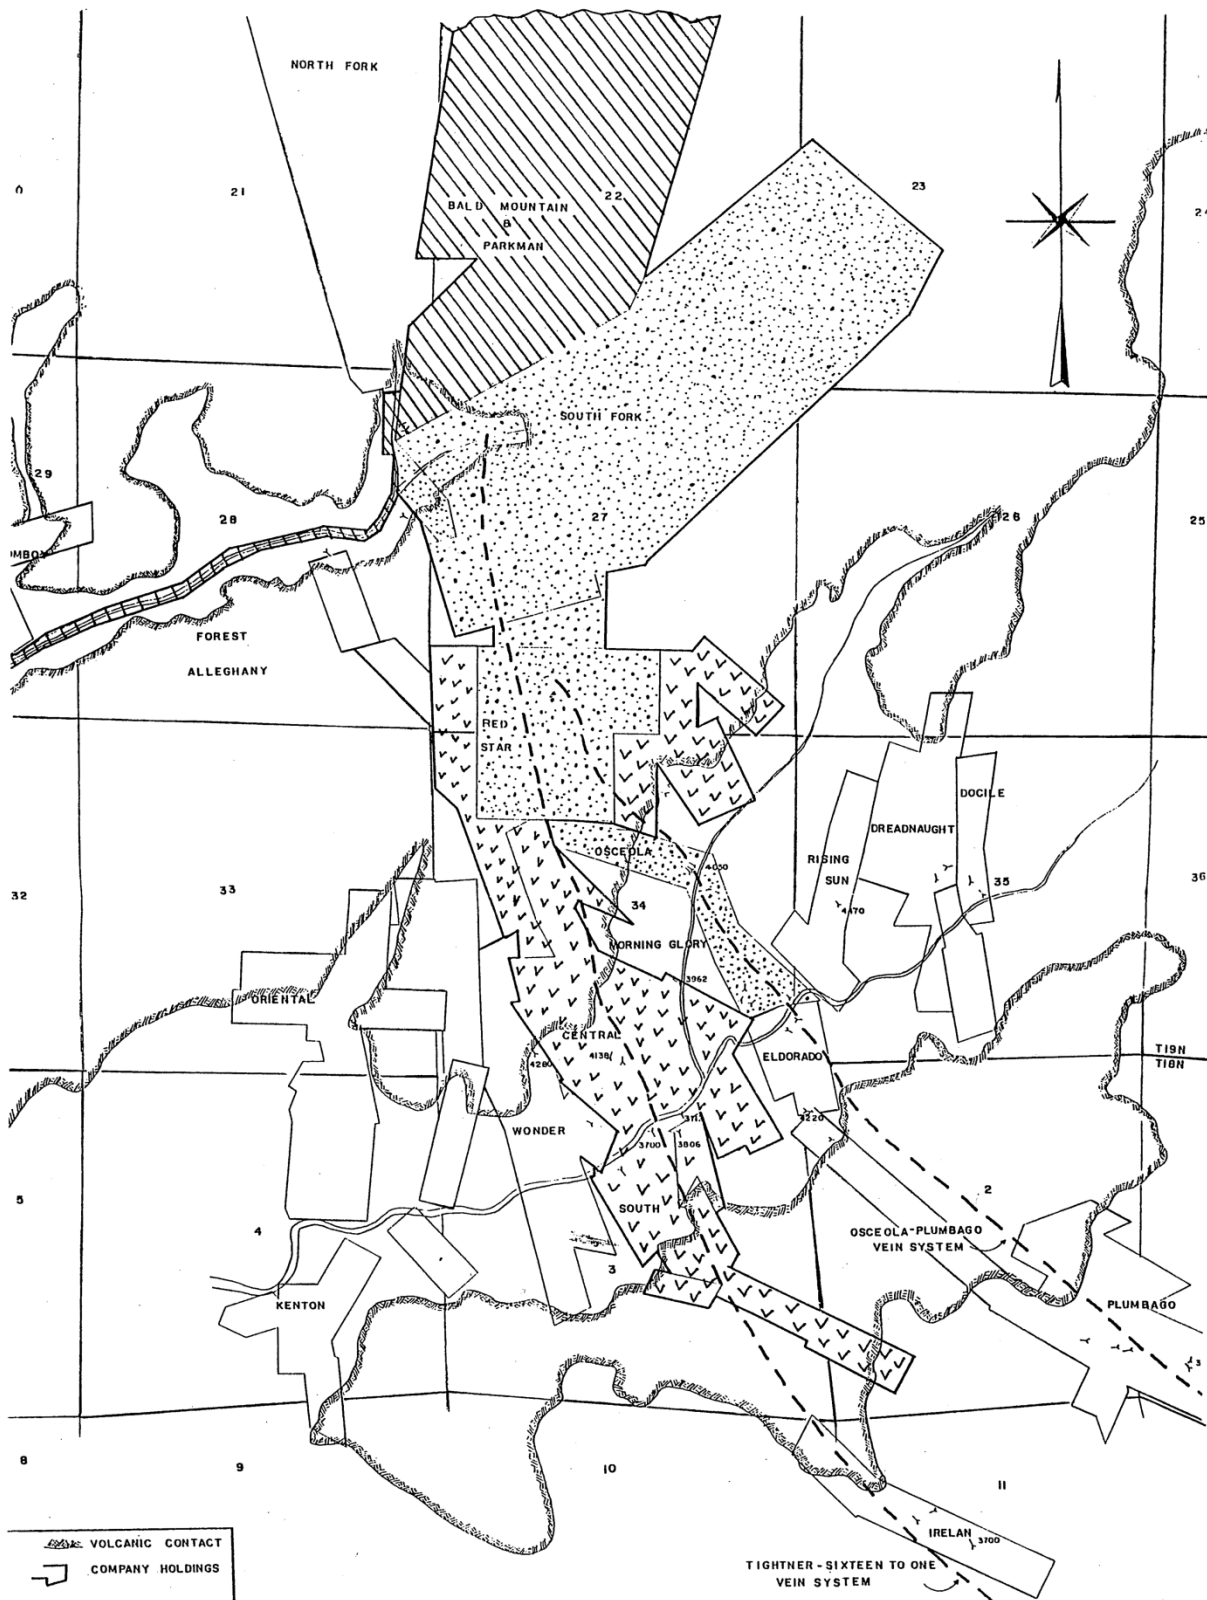 NORTH FORK
21
22
23
24
BALD MOUNTAIN
&
PARKMAN
SOUTH FORK
29
28
27
26
25
FOREST
ALLEGHANY
RED
STAR
DOCILE
DREADNAUGHT
OSCEOLA
RISING
SUN
4050
32
33
34
35
36
4470
MORNING GLORY
3962
ORIENTAL
CENTRAL
4138
4280
ELDORADO
T19N
T18N
4220
WONDER
3700
3806
5
4
SOUTH
3
2
OSCEOLA-PLUMBAGO
VEIN SYSTEM
KENTON
PLUMBAGO
8
9
10
11
IRELAN
3700
VOLCANIC CONTACT
COMPANY HOLDINGS
TIGHTNER-SIXTEEN TO ONE
VEIN SYSTEM